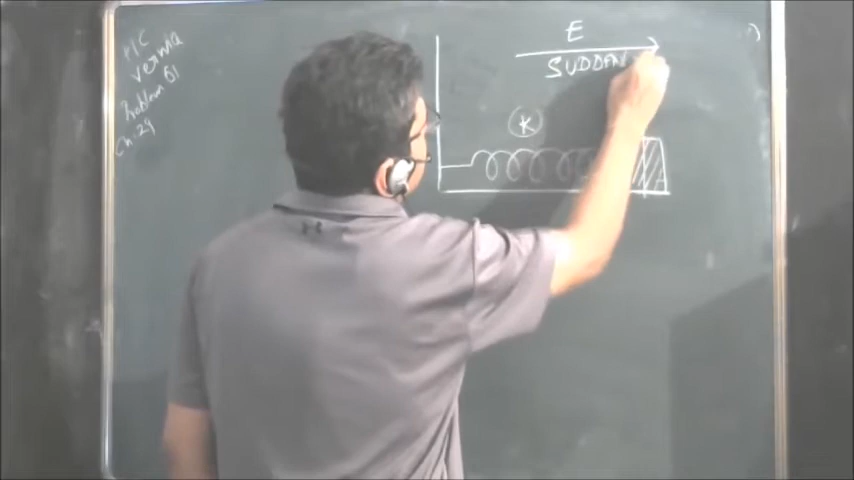 HC
Verma
Problem 61
Ch. 29
E
SUDDEN
K